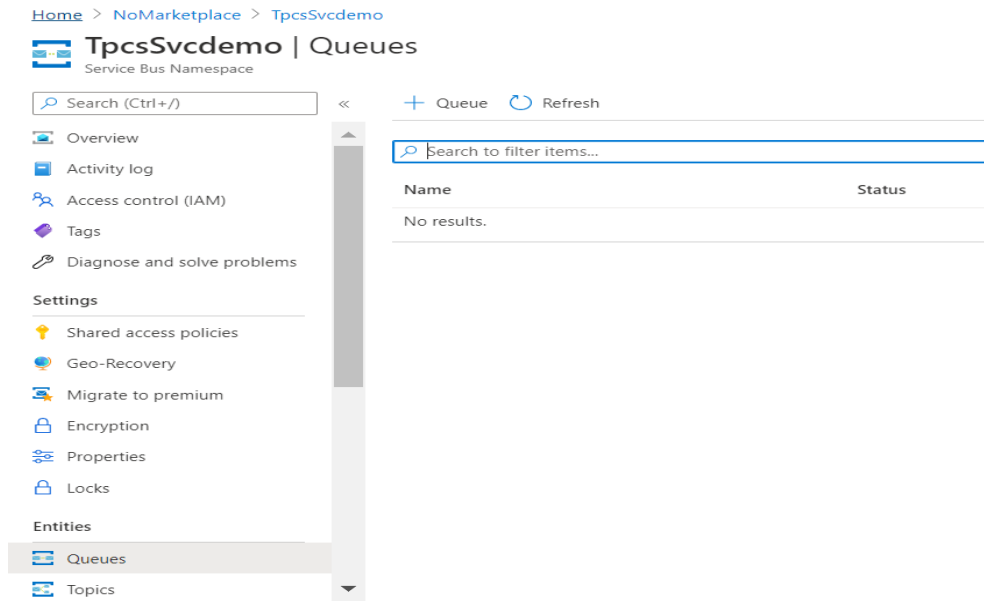 Home > NoMarketplace > TpcsSvcdemo
TpcsSvcdemo | Queues
Service Bus Namespace
Search (Ctrl+/)
«
Overview
Activity log
Access control (IAM)
Tags
Diagnose and solve problems
Settings
Shared access policies
Geo-Recovery
Migrate to premium
Encryption
Properties
Locks
Entities
Queues
Topics
+ Queue Refresh
Search to filter items...
Name Status
No results.